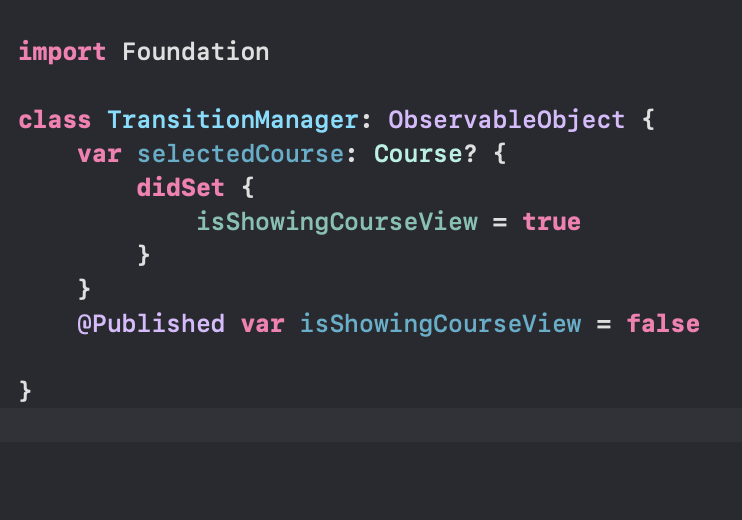 import Foundation
class TransitionManager: ObservableObject {
    var selectedCourse: Course? {
        didSet {
            isShowingCourseView = true
        }
    }
    @Published var isShowingCourseView = false
}